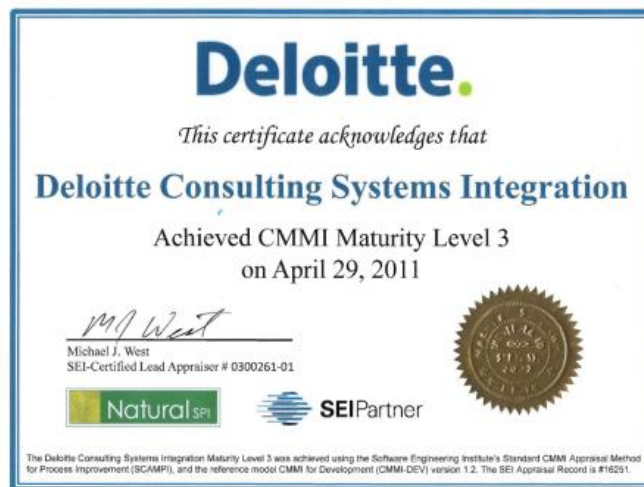 Deloitte.
This certificate acknowledges that
Deloitte Consulting Systems Integration
Achieved CMMI Maturity Level 3
on April 29, 2011
MJ West
Michael J. West
SEI-Certified Lead Appraiser # 0300261-01
Natural SPI
SEIPartner
The Deloitte Consulting Systems Integration Maturity Level 3 was achieved using the Software Engineering Institute's Standard CMMI Appraisal Method
for Process Improvement (SCAMPI), and the reference model CMMI for Development (CMMI-DEV) version 1.2. The SEI Appraisal Record is #16251.